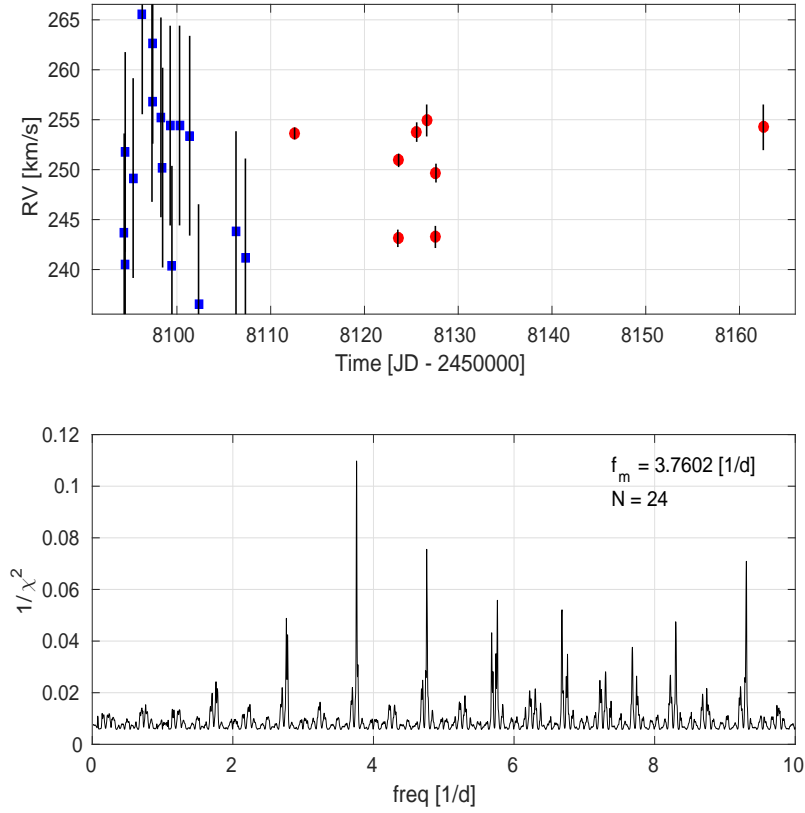 265
260
255
250
245
240
RV [km/s]
8100 8110 8120 8130 8140 8150 8160
Time [JD - 2450000]
0.12
0.1
0.08
0.06
0.04
0.02
0
1/χ²
f_m = 3.7602 [1/d]
N = 24
0 2 4 6 8 10
freq [1/d]